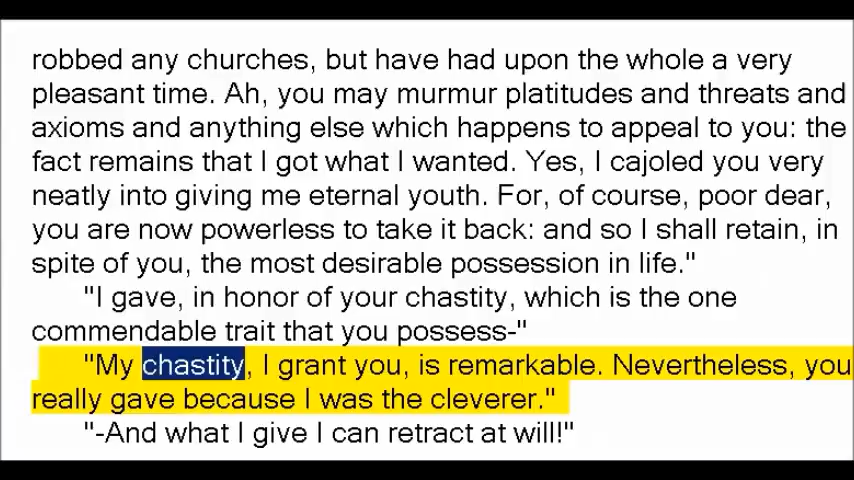 robbed any churches, but have had upon the whole a very
pleasant time. Ah, you may murmur platitudes and threats and
axioms and anything else which happens to appeal to you: the
fact remains that I got what I wanted. Yes, I cajoled you very
neatly into giving me eternal youth. For, of course, poor dear,
you are now powerless to take it back: and so I shall retain, in
spite of you, the most desirable possession in life."
"I gave, in honor of your chastity, which is the one
commendable trait that you possess-"
"My chastity, I grant you, is remarkable. Nevertheless, you
really gave because I was the cleverer."
"-And what I give I can retract at will!"